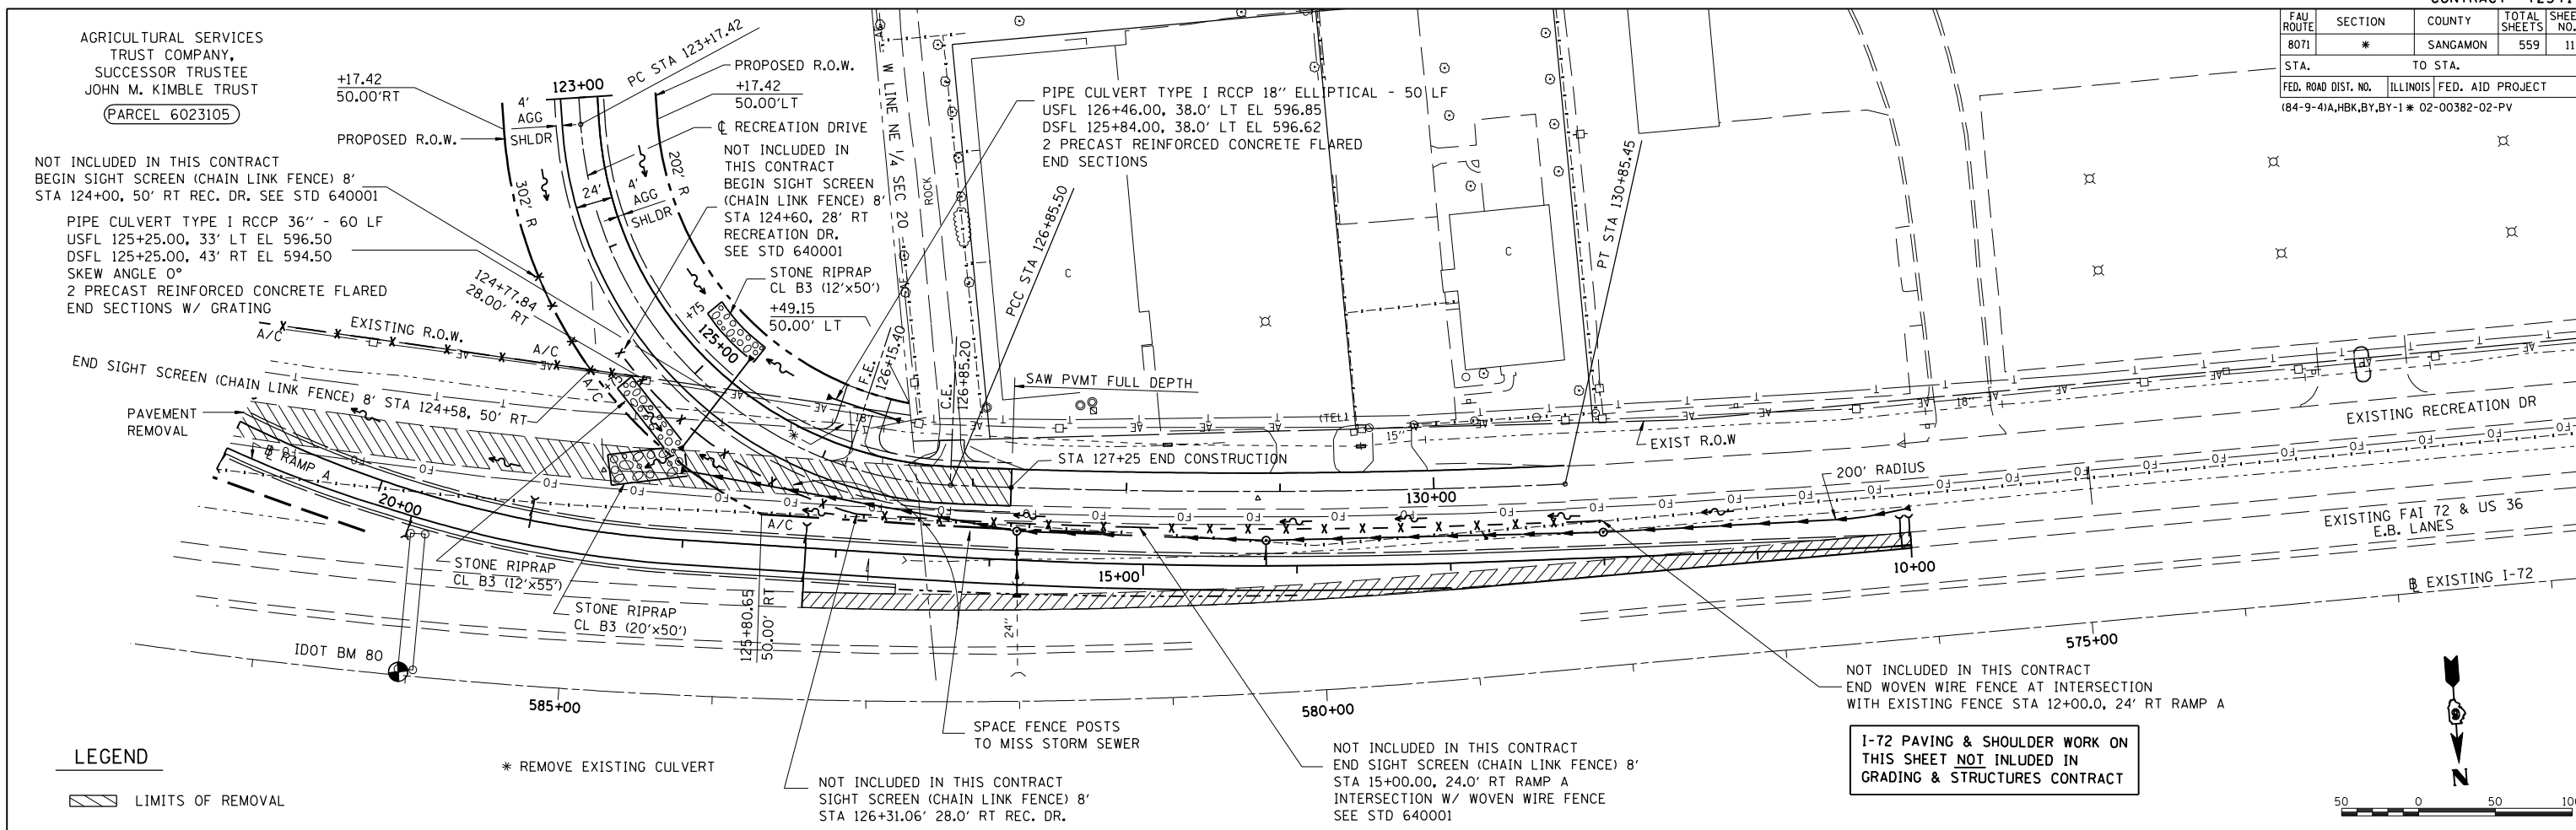 AGRICULTURAL SERVICES
TRUST COMPANY,
SUCCESSOR TRUSTEE
JOHN M. KIMBLE TRUST
PARCEL 6023105
+17.42
50.00'RT
PROPOSED R.O.W.
123+00
PC STA 123+17.42
4'
AGG
SHLDR
PROPOSED R.O.W.
+17.42
50.00'LT
℄ RECREATION DRIVE
24'
4'
AGG
SHLDR
302' R
202' R
NOT INCLUDED IN THIS CONTRACT
BEGIN SIGHT SCREEN (CHAIN LINK FENCE) 8'
STA 124+00, 50' RT REC. DR. SEE STD 640001
PIPE CULVERT TYPE I RCCP 36'' - 60 LF
USFL 125+25.00, 33' LT EL 596.50
DSFL 125+25.00, 43' RT EL 594.50
SKEW ANGLE 0°
2 PRECAST REINFORCED CONCRETE FLARED
END SECTIONS W/ GRATING
NOT INCLUDED IN
THIS CONTRACT
BEGIN SIGHT SCREEN
(CHAIN LINK FENCE) 8'
STA 124+60, 28' RT
RECREATION DR.
SEE STD 640001
STONE RIPRAP
CL B3 (12'x50')
+49.15
50.00' LT
W LINE NE 1/4 SEC 20
ROCK
PIPE CULVERT TYPE I RCCP 18'' ELLIPTICAL - 50 LF
USFL 126+46.00, 38.0' LT EL 596.85
DSFL 125+84.00, 38.0' LT EL 596.62
2 PRECAST REINFORCED CONCRETE FLARED
END SECTIONS
PCC STA 126+85.50
PT STA 130+85.45
C
C
FAU ROUTE
SECTION
COUNTY
TOTAL SHEETS
8071
*
SANGAMON
559
STA.
TO STA.
FED. ROAD DIST. NO.
ILLINOIS
FED. AID PROJECT
(84-9-4)A,HBK,BY,BY-1 * 02-00382-02-PV
124+77.84
28.00' RT
+75
125+00
+75
EXISTING R.O.W.
A/C
A/C
A/C
END SIGHT SCREEN (CHAIN LINK FENCE) 8' STA 124+58, 50' RT
PAVEMENT
REMOVAL
F.E.
126+15.40
C.E.
126+85.20
18"
SAW PVMT FULL DEPTH
(TEL)
15"
18"
EXIST R.O.W
EXISTING RECREATION DR
STA 127+25 END CONSTRUCTION
130+00
200' RADIUS
EXISTING FAI 72 & US 36
E.B. LANES
B EXISTING I-72
B RAMP A
20+00
A/C
15+00
10+00
STONE RIPRAP
CL B3 (12'x55')
STONE RIPRAP
CL B3 (20'x50')
125+80.65
50.00' RT
24"
IDOT BM 80
585+00
580+00
575+00
SPACE FENCE POSTS
TO MISS STORM SEWER
NOT INCLUDED IN THIS CONTRACT
END WOVEN WIRE FENCE AT INTERSECTION
WITH EXISTING FENCE STA 12+00.0, 24' RT RAMP A
LEGEND
LIMITS OF REMOVAL
* REMOVE EXISTING CULVERT
NOT INCLUDED IN THIS CONTRACT
SIGHT SCREEN (CHAIN LINK FENCE) 8'
STA 126+31.06' 28.0' RT REC. DR.
NOT INCLUDED IN THIS CONTRACT
END SIGHT SCREEN (CHAIN LINK FENCE) 8'
STA 15+00.00, 24.0' RT RAMP A
INTERSECTION W/ WOVEN WIRE FENCE
SEE STD 640001
I-72 PAVING & SHOULDER WORK ON
THIS SHEET NOT INLUDED IN
GRADING & STRUCTURES CONTRACT
N
50 0 50